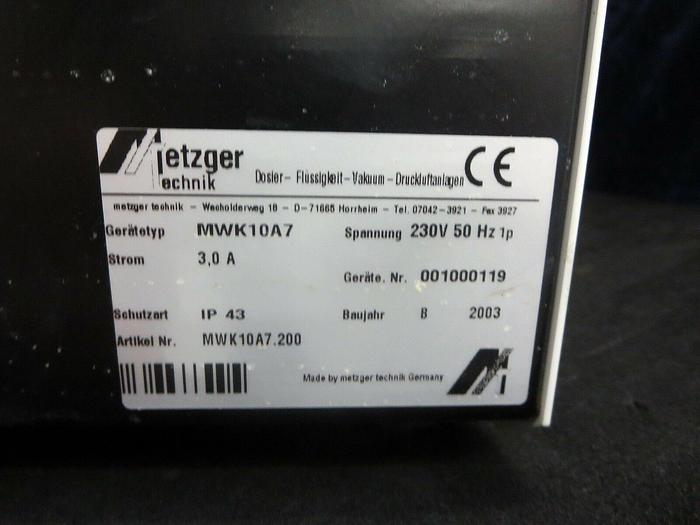 Metzger
Technik
Dosier- Flüssigkeit-Vakuum-Druckluftanlagen CE
metzger technik - Wacholderweg 18 - D-71665 Horrheim - Tel. 07042-3921 - Fax 3927
Gerätetyp MWK10A7 Spannung 230V 50 Hz 1p
Strom 3,0 A
Geräte. Nr. 001000119
Schutzart IP 43 Baujahr B 2003
Artikel Nr. MWK10A7.200
Made by metzger technik Germany